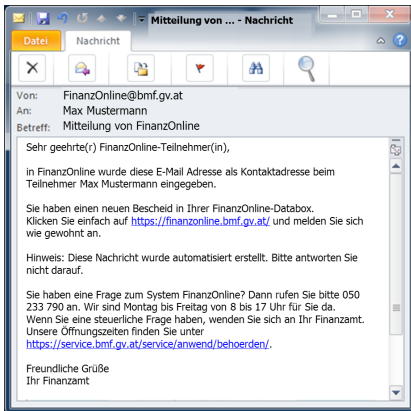 Mitteilung von ... - Nachricht
Datei
Nachricht
Von: FinanzOnline@bmf.gv.at
An: Max Mustermann
Betreff: Mitteilung von FinanzOnline
Sehr geehrte(r) FinanzOnline-Teilnehmer(in),
in FinanzOnline wurde diese E-Mail Adresse als Kontaktadresse beim
Teilnehmer Max Mustermann eingegeben.
Sie haben einen neuen Bescheid in Ihrer FinanzOnline-Databox.
Klicken Sie einfach auf https://finanzonline.bmf.gv.at/ und melden Sie sich
wie gewohnt an.
Hinweis: Diese Nachricht wurde automatisiert erstellt. Bitte antworten Sie
nicht darauf.
Sie haben eine Frage zum System FinanzOnline? Dann rufen Sie bitte 050
233 790 an. Wir sind Montag bis Freitag von 8 bis 17 Uhr für Sie da.
Wenn Sie eine steuerliche Frage haben, wenden Sie sich an Ihr Finanzamt.
Unsere Öffnungszeiten finden Sie unter
https://service.bmf.gv.at/service/anwend/behoerden/.
Freundliche Grüße
Ihr Finanzamt